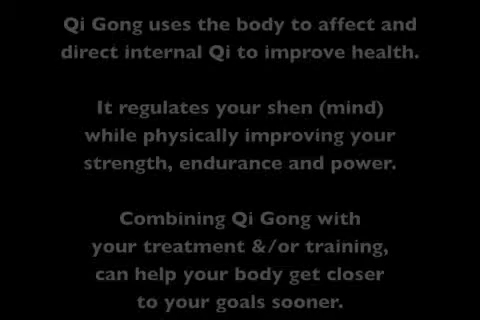 Qi Gong uses the body to affect and
direct internal Qi to improve health.
It regulates your shen (mind)
while physically improving your
strength, endurance and power.
Combining Qi Gong with
your treatment &/or training,
can help your body get closer
to your goals sooner.